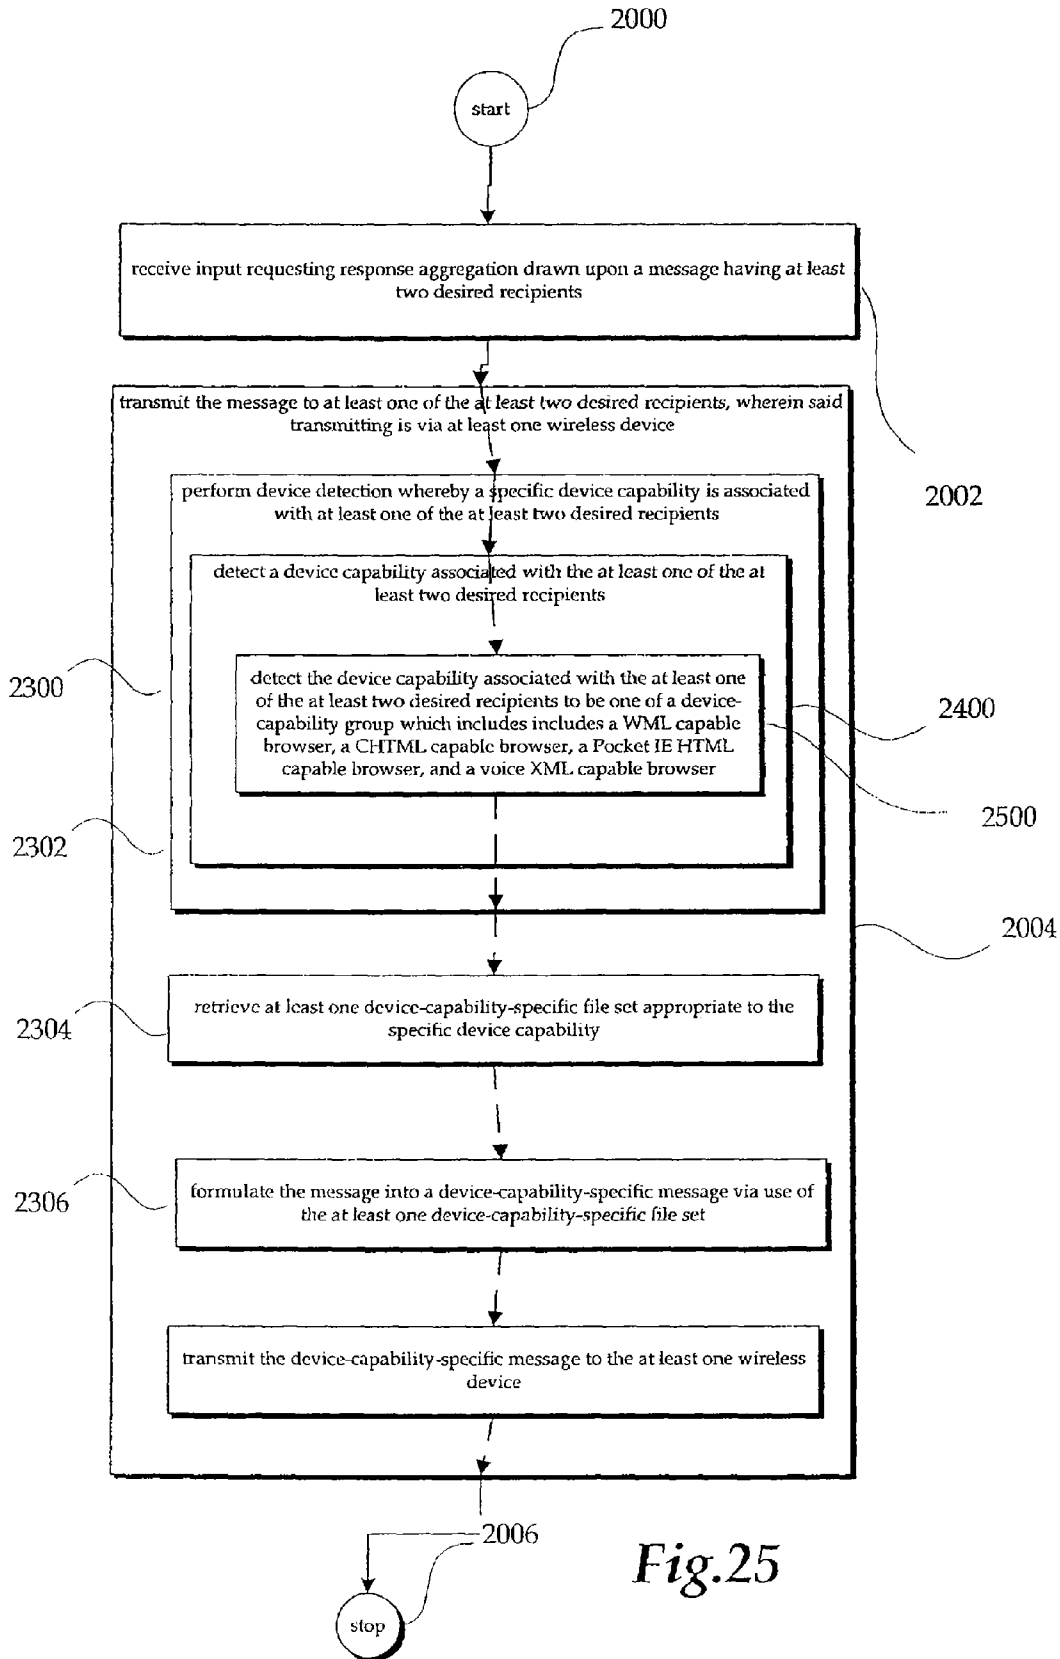 2000
start
receive input requesting response aggregation drawn upon a message having at least
two desired recipients
transmit the message to at least one of the at least two desired recipients, wherein said
transmitting is via at least one wireless device
2002
perform device detection whereby a specific device capability is associated
with at least one of the at least two desired recipients
detect a device capability associated with the at least one of the at
least two desired recipients
2300
detect the device capability associated with the at least one
of the at least two desired recipients to be one of a device-
capability group which includes includes a WML capable
browser, a CHTML capable browser, a Pocket IE HTML
capable browser, and a voice XML capable browser
2400
2500
2302
2004
retrieve at least one device-capability-specific file set appropriate to the
specific device capability
2304
formulate the message into a device-capability-specific message via use of
the at least one device-capability-specific file set
2306
transmit the device-capability-specific message to the at least one wireless
device
2006
Fig.25
stop